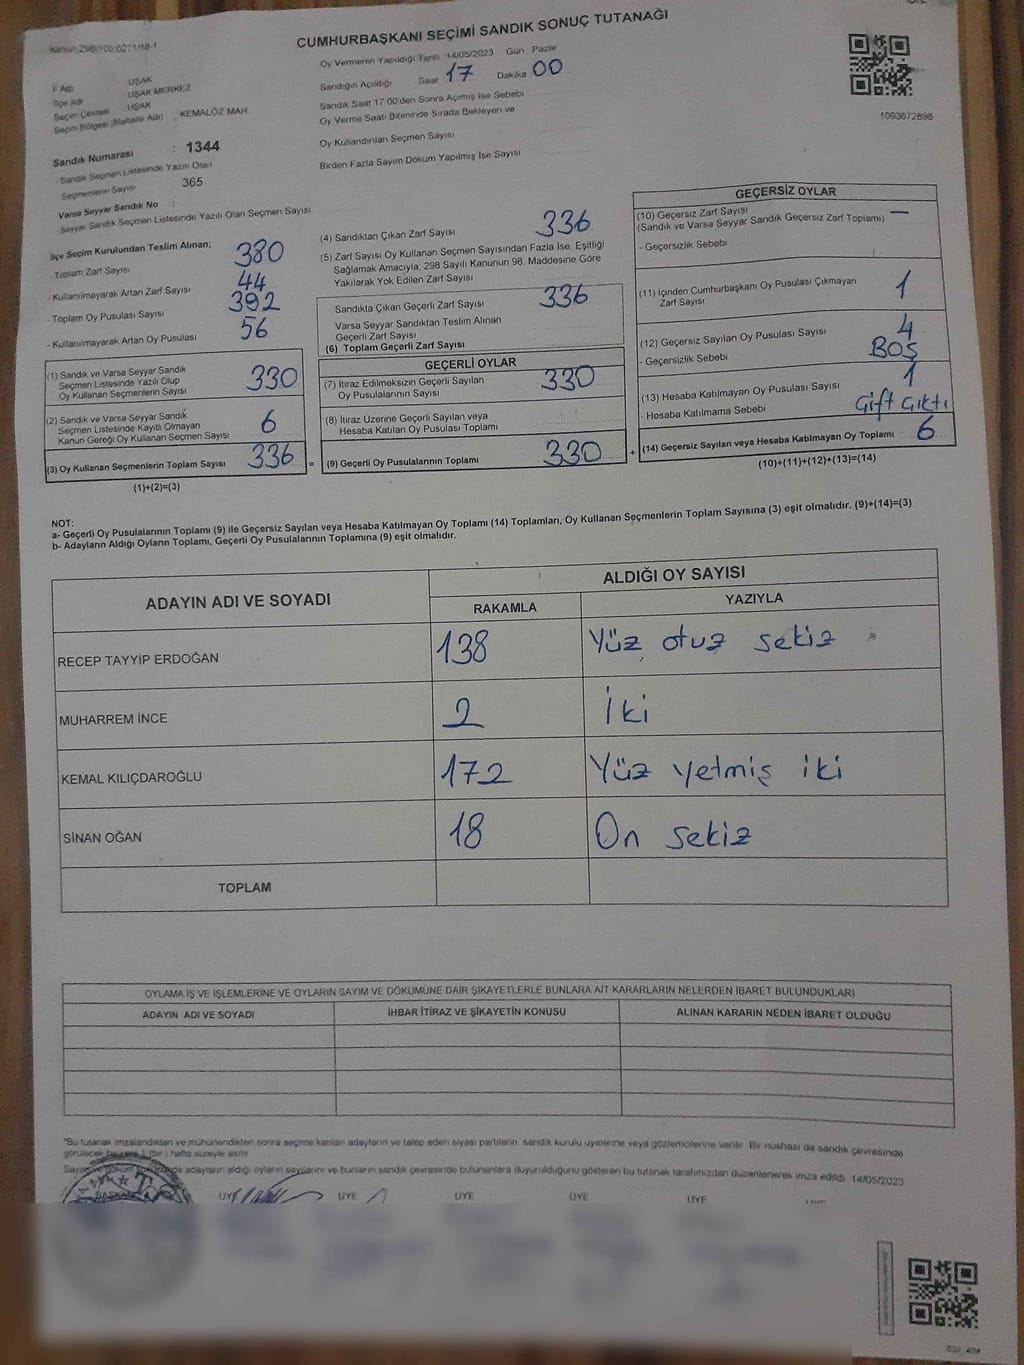 Kanun 298/105,6271/18-1
CUMHURBAŞKANI SEÇİMİ SANDIK SONUÇ TUTANAĞI
İl Adı : UŞAK
İlçe Adı : UŞAK MERKEZ
Seçim Çevresi : UŞAK
Seçim Bölgesi (Mahalle Adı) : KEMALÖZ MAH.
Sandık Numarası : 1344
- Sandık Seçmen Listesinde Yazılı Olan
Seçmenlerin Sayısı 365
Varsa Seyyar Sandık No :
- Seyyar Sandık Seçmen Listesinde Yazılı Olan Seçmen Sayısı
Oy Vermenin Yapıldığı Tarih 14/05/2023 Gün Pazar
Sandığın Açıldığı Saat 17 Dakika 00
Sandık Saat 17:00'den Sonra Açımış İse Sebebi
Oy Verme Saati Bitiminde Sırada Bekleyen ve
Oy Kullandırılan Seçmen Sayısı
Birden Fazla Sayım Döküm Yapılmış İse Sayısı
1093672896
İlçe Seçim Kurulundan Teslim Alınan;
- Toplam Zarf Sayısı 380
- Kullanılmayarak Artan Zarf Sayısı 44
- Toplam Oy Pusulası Sayısı 392
- Kullanılmayarak Artan Oy Pusulası 56
(1) Sandık ve Varsa Seyyar Sandık
Seçmen Listesinde Yazılı Olup
Oy Kullanan Seçmenlerin Sayısı 330
(2) Sandık ve Varsa Seyyar Sandık
Seçmen Listesinde Kayıtlı Olmayan
Kanun Gereği Oy Kullanan Seçmen Sayısı 6
(3) Oy Kullanan Seçmenlerin Toplam Sayısı 336
(1)+(2)=(3)
(4) Sandıktan Çıkan Zarf Sayısı 336
(5) Zarf Sayısı Oy Kullanan Seçmen Sayısından Fazla İse, Eşitliği
Sağlamak Amacıyla, 298 Sayılı Kanunun 98. Maddesine Göre
Yakılarak Yok Edilen Zarf Sayısı
Sandıkta Çıkan Geçerli Zarf Sayısı 336
Varsa Seyyar Sandıktan Teslim Alınan
Geçerli Zarf Sayısı
(6) Toplam Geçerli Zarf Sayısı
GEÇERLİ OYLAR
(7) İtiraz Edilmeksizin Geçerli Sayılan
Oy Pusulalarının Sayısı 330
(8) İtiraz Üzerine Geçerli Sayılan veya
Hesaba Katılan Oy Pusulası Toplamı
= (9) Geçerli Oy Pusulalarının Toplamı 330 +
GEÇERSİZ OYLAR
(10) Geçersiz Zarf Sayısı
(Sandık ve Varsa Seyyar Sandık Geçersiz Zarf Toplamı) —
- Geçersizlik Sebebi
(11) İçinden Cumhurbaşkanı Oy Pusulası Çıkmayan
Zarf Sayısı 1
(12) Geçersiz Sayılan Oy Pusulası Sayısı 4
- Geçersizlik Sebebi BOŞ
(13) Hesaba Katılmayan Oy Pusulası Sayısı 1
- Hesaba Katılmama Sebebi Çift Çıktı
(14) Geçersiz Sayılan veya Hesaba Katılmayan Oy Toplamı 6
(10)+(11)+(12)+(13)=(14)
NOT:
a- Geçerli Oy Pusulalarının Toplamı (9) ile Geçersiz Sayılan veya Hesaba Katılmayan Oy Toplamı (14) Toplamları, Oy Kullanan Seçmenlerin Toplam Sayısına (3) eşit olmalıdır. (9)+(14)=(3)
b- Adayların Aldığı Oyların Toplamı, Geçerli Oy Pusulalarının Toplamına (9) eşit olmalıdır.
ADAYIN ADI VE SOYADI ALDIĞI OY SAYISI
RAKAMLA YAZIYLA
RECEP TAYYİP ERDOĞAN 138 Yüz otuz sekiz
MUHARREM İNCE 2 İki
KEMAL KILIÇDAROĞLU 172 Yüz yetmiş iki
SİNAN OĞAN 18 On sekiz
TOPLAM
OYLAMA İŞ VE İŞLEMLERİNE VE OYLARIN SAYIM VE DÖKÜMÜNE DAİR ŞİKAYETLERLE BUNLARA AİT KARARLARIN NELERDEN İBARET BULUNDUKLARI
ADAYIN ADI VE SOYADI İHBAR İTİRAZ VE ŞİKAYETİN KONUSU ALINAN KARARIN NEDEN İBARET OLDUĞU
"Bu tutanak imzalandıktan ve mühürlendikten sonra seçime katılan adayların ve talep eden siyasi partilerin sandık kurulu üyelerine veya gözlemcilerine verilir. Bir nüshası da sandık çevresinde
görülecek bir yere 1 (bir) hafta süreyle asılır.
adayların aldığı oyların sayılarını ve bunların sandık çevresinde bulunanlara duyurulduğunu gösteren bu tutanak tarafımızdan düzenlenerek imza edildi. 14/05/2023
BAŞKAN ÜYE ÜYE ÜYE ÜYE ÜYE